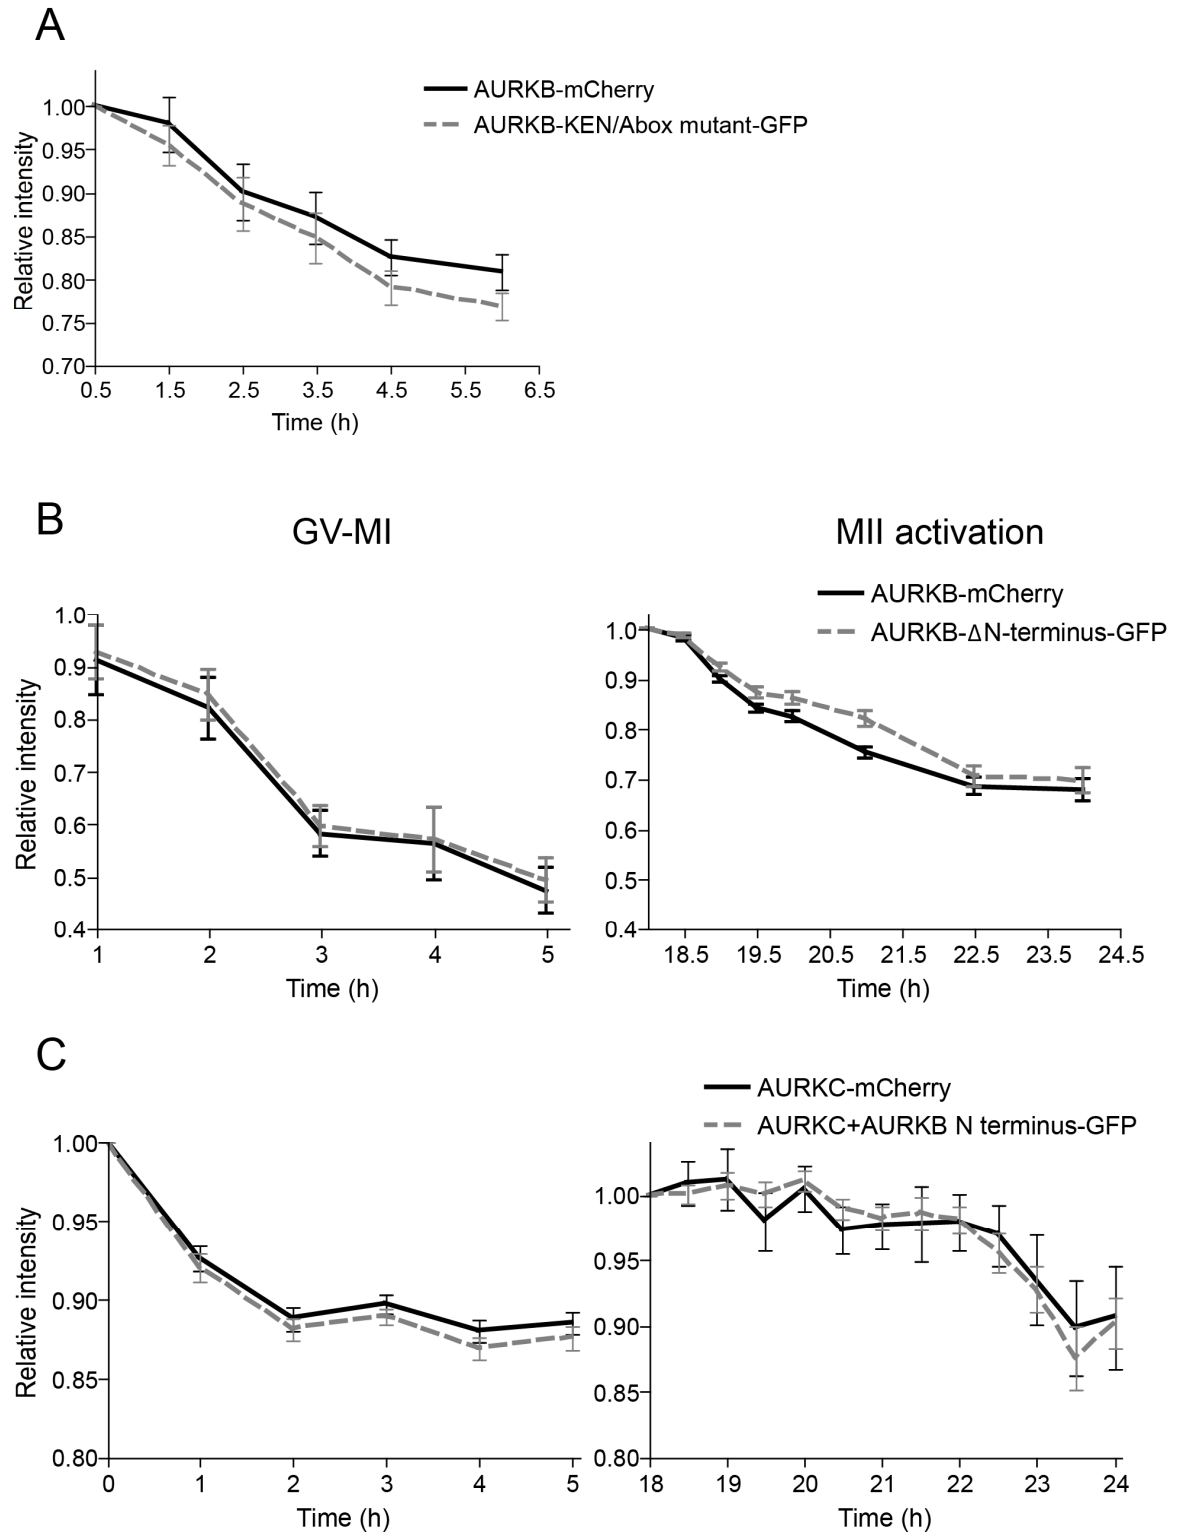 A
AURKB-mCherry
AURKB-KEN/Abox mutant-GFP
Relative intensity
1.00
0.95
0.90
0.85
0.80
0.75
0.70
0.5 1.5 2.5 3.5 4.5 5.5 6.5
Time (h)
B
GV-MI
MII activation
AURKB-mCherry
AURKB-ΔN-terminus-GFP
Relative intensity
1.0
0.9
0.8
0.7
0.6
0.5
0.4
1 2 3 4 5
Time (h)
1.0
0.9
0.8
0.7
0.6
0.5
0.4
18.5 19.5 20.5 21.5 22.5 23.5 24.5
Time (h)
C
AURKC-mCherry
AURKC+AURKB N terminus-GFP
Relative intensity
1.00
0.95
0.90
0.85
0.80
0 1 2 3 4 5
Time (h)
1.00
0.95
0.90
0.85
0.80
18 19 20 21 22 23 24
Time (h)